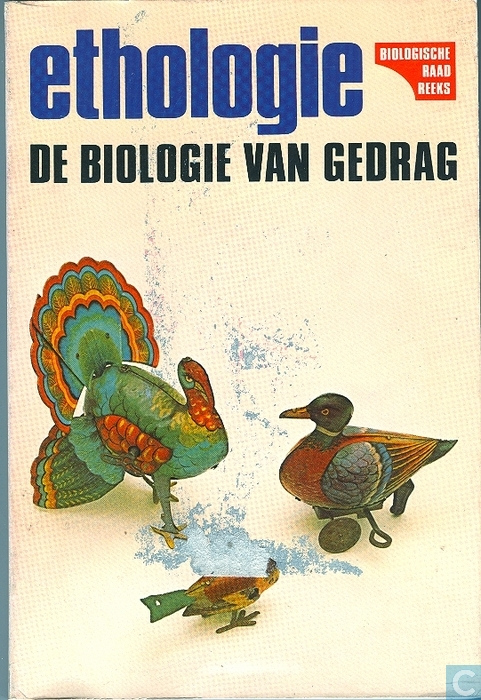 ethologie
BIOLOGISCHE
RAAD
REEKS
DE BIOLOGIE VAN GEDRAG
C